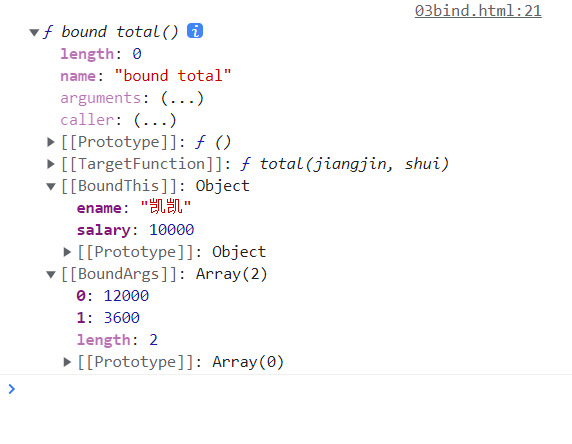 03bind.html:21
▼ƒ bound total() i
length: 0
name: "bound total"
arguments: (...)
caller: (...)
▶[[Prototype]]: ƒ ()
▶[[TargetFunction]]: ƒ total(jiangjin, shui)
▼[[BoundThis]]: Object
ename: "凯凯"
salary: 10000
▶[[Prototype]]: Object
▼[[BoundArgs]]: Array(2)
0: 12000
1: 3600
length: 2
▶[[Prototype]]: Array(0)
>